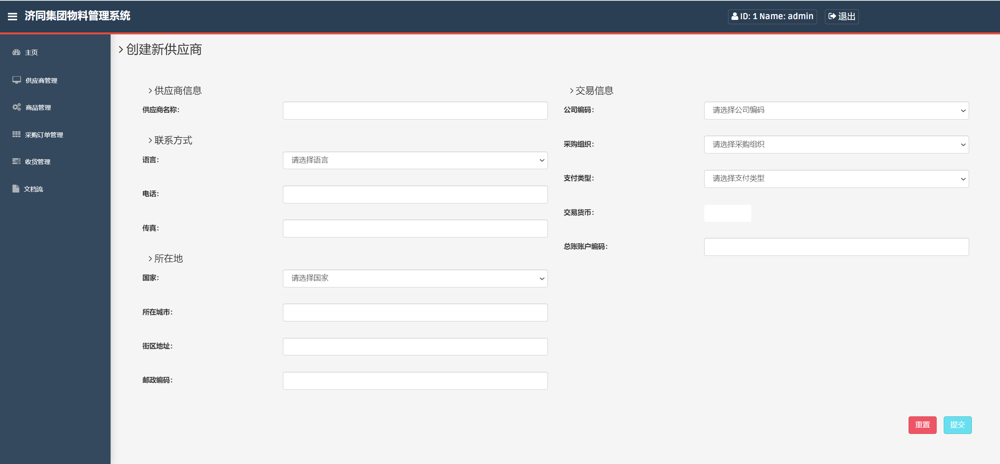 济同集团物料管理系统
ID: 1 Name: admin
退出
主页
供应商管理
商品管理
采购订单管理
收货管理
文档流
创建新供应商
供应商信息
供应商名称:
联系方式
语言:
请选择语言
电话:
传真:
所在地
国家:
请选择国家
所在城市:
街区地址:
邮政编码:
交易信息
公司编码:
请选择公司编码
采购组织:
请选择采购组织
支付类型:
请选择支付类型
交易货币:
总账账户编码:
重置
提交